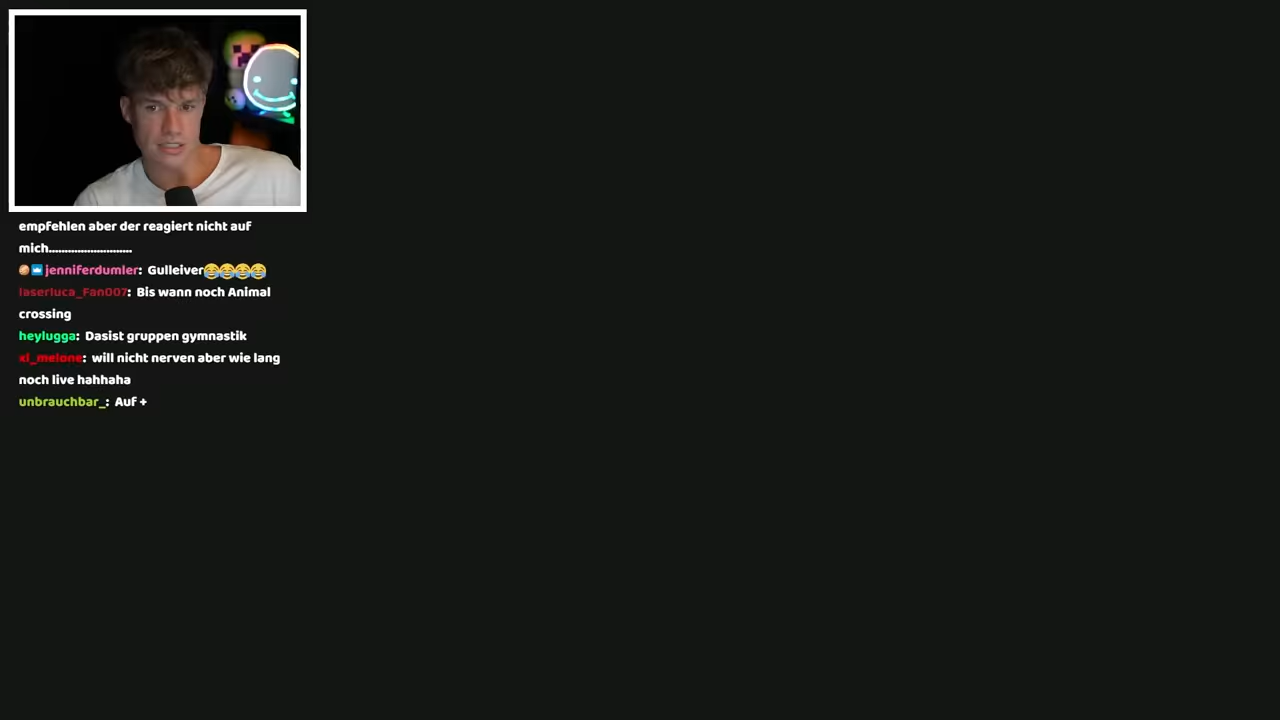 empfehlen aber der reagiert nicht auf
mich..........................
jenniferdumler: Gulleiver😂😂😂😂
laserluca_Fan007: Bis wann noch Animal
crossing
heylugga: Dasist gruppen gymnastik
xl_melone: will nicht nerven aber wie lang
noch live hahhaha
unbrauchbar_: Auf +